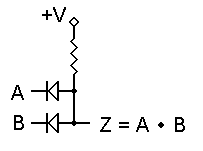 +V
A
B Z = A • B